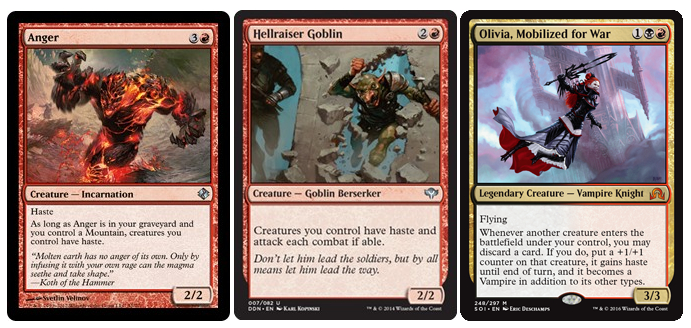 Anger 3
Creature — Incarnation
Haste
As long as Anger is in your graveyard and
you control a Mountain, creatures you
control have haste.
“Molten earth has no anger of its own. Only by
infusing it with your own rage can the magma
seethe and take shape.”
—Koth of the Hammer
Svetlin Velinov
2/2
Hellraiser Goblin 2
Creature — Goblin Berserker
Creatures you control have haste and
attack each combat if able.
Don’t let him lead the soldiers, but by all
means let him lead the way.
2/2
007/082 U
DDN • EN Karl Kopinski
™ & © 2014 Wizards of the Coast
Olivia, Mobilized for War 1
Legendary Creature — Vampire Knight
Flying
Whenever another creature enters the
battlefield under your control, you may
discard a card. If you do, put a +1/+1
counter on that creature, it gains haste
until end of turn, and it becomes a
Vampire in addition to its other types.
3/3
248/297 M
SOI • EN Eric Deschamps
™ & © 2016 Wizards of the Coast